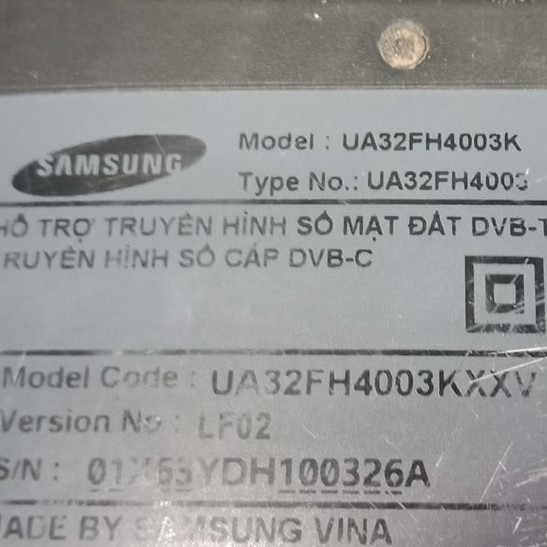 SAMSUNG
Model : UA32FH4003K
Type No.: UA32FH4003
HỖ TRỢ TRUYỀN HÌNH SỐ MẶT ĐẤT DVB-T
RUYỀN HÌNH SỐ CÁP DVB-C
Model Code : UA32FH4003KXXV
Version No : LF02
S/N : YDH100326A
MADE BY SAMSUNG VINA